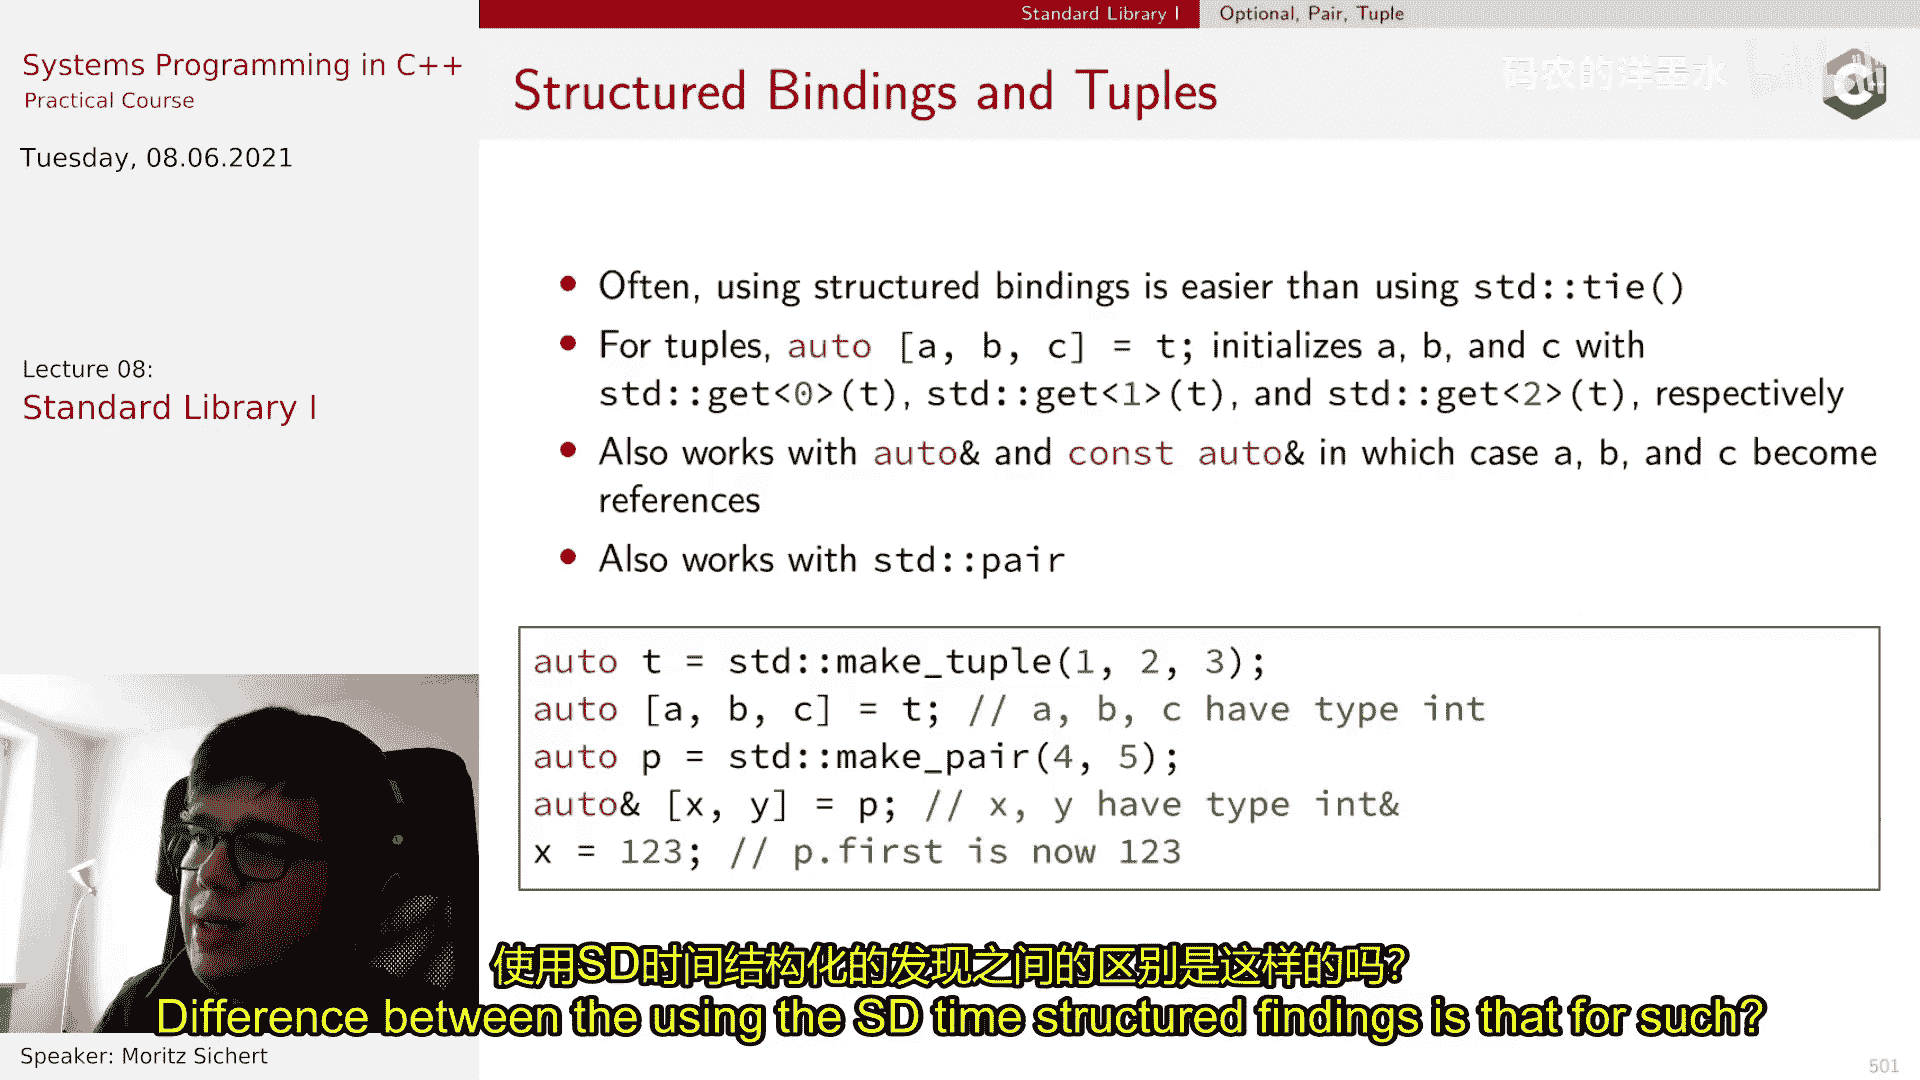 Standard Library I
Optional, Pair, Tuple
Systems Programming in C++
Practical Course
Tuesday, 08.06.2021
Lecture 08:
Standard Library I
Structured Bindings and Tuples
码农的洋墨水
Often, using structured bindings is easier than using std::tie()
For tuples, auto [a, b, c] = t; initializes a, b, and c with
std::get<0>(t), std::get<1>(t), and std::get<2>(t), respectively
Also works with auto& and const auto& in which case a, b, and c become
references
Also works with std::pair
auto t = std::make_tuple(1, 2, 3);
auto [a, b, c] = t; // a, b, c have type int
auto p = std::make_pair(4, 5);
auto& [x, y] = p; // x, y have type int&
x = 123; // p.first is now 123
使用SD时间结构化的发现之间的区别是这样的吗?
Difference between the using the SD time structured findings is that for such?
Speaker: Moritz Sichert
501